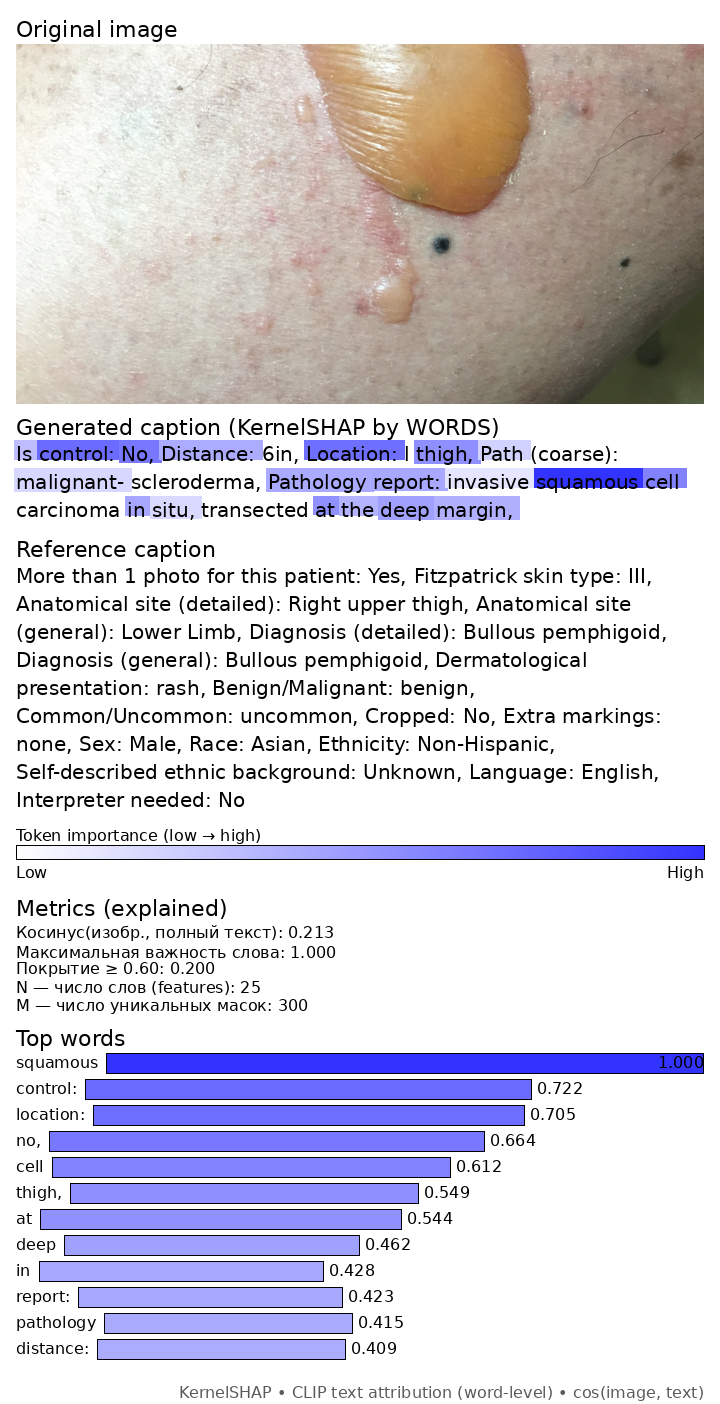 Original image
Generated caption (KernelSHAP by WORDS)
Is control: No, Distance: 6in, Location: l thigh, Path (coarse):
malignant- scleroderma, Pathology report: invasive squamous cell
carcinoma in situ, transected at the deep margin,
Reference caption
More than 1 photo for this patient: Yes, Fitzpatrick skin type: III,
Anatomical site (detailed): Right upper thigh, Anatomical site
(general): Lower Limb, Diagnosis (detailed): Bullous pemphigoid,
Diagnosis (general): Bullous pemphigoid, Dermatological
presentation: rash, Benign/Malignant: benign,
Common/Uncommon: uncommon, Cropped: No, Extra markings:
none, Sex: Male, Race: Asian, Ethnicity: Non-Hispanic,
Self-described ethnic background: Unknown, Language: English,
Interpreter needed: No
Token importance (low → high)
Low High
Metrics (explained)
Косинус(изобр., полный текст): 0.213
Максимальная важность слова: 1.000
Покрытие ≥ 0.60: 0.200
N — число слов (features): 25
M — число уникальных масок: 300
Top words
squamous 1.000
control: 0.722
location: 0.705
no, 0.664
cell 0.612
thigh, 0.549
at 0.544
deep 0.462
in 0.428
report: 0.423
pathology 0.415
distance: 0.409
KernelSHAP • CLIP text attribution (word-level) • cos(image, text)